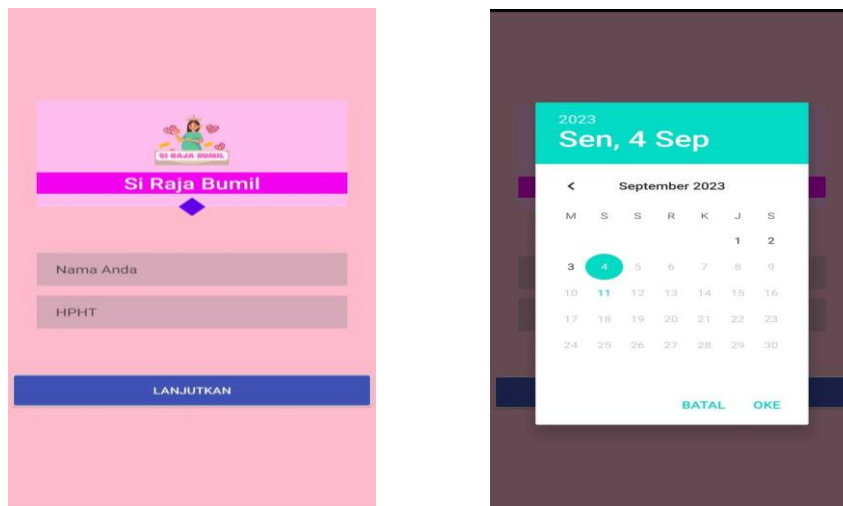 SI RAJA BUMIL
Si Raja Bumil
Nama Anda
HPHT
LANJUTKAN
2023
Sen, 4 Sep
< September 2023
M S S R K J S
1 2
3 4 5 6 7 8 9
10 11 12 13 14 15 16
17 18 19 20 21 22 23
24 25 26 27 28 29 30
BATAL OKE